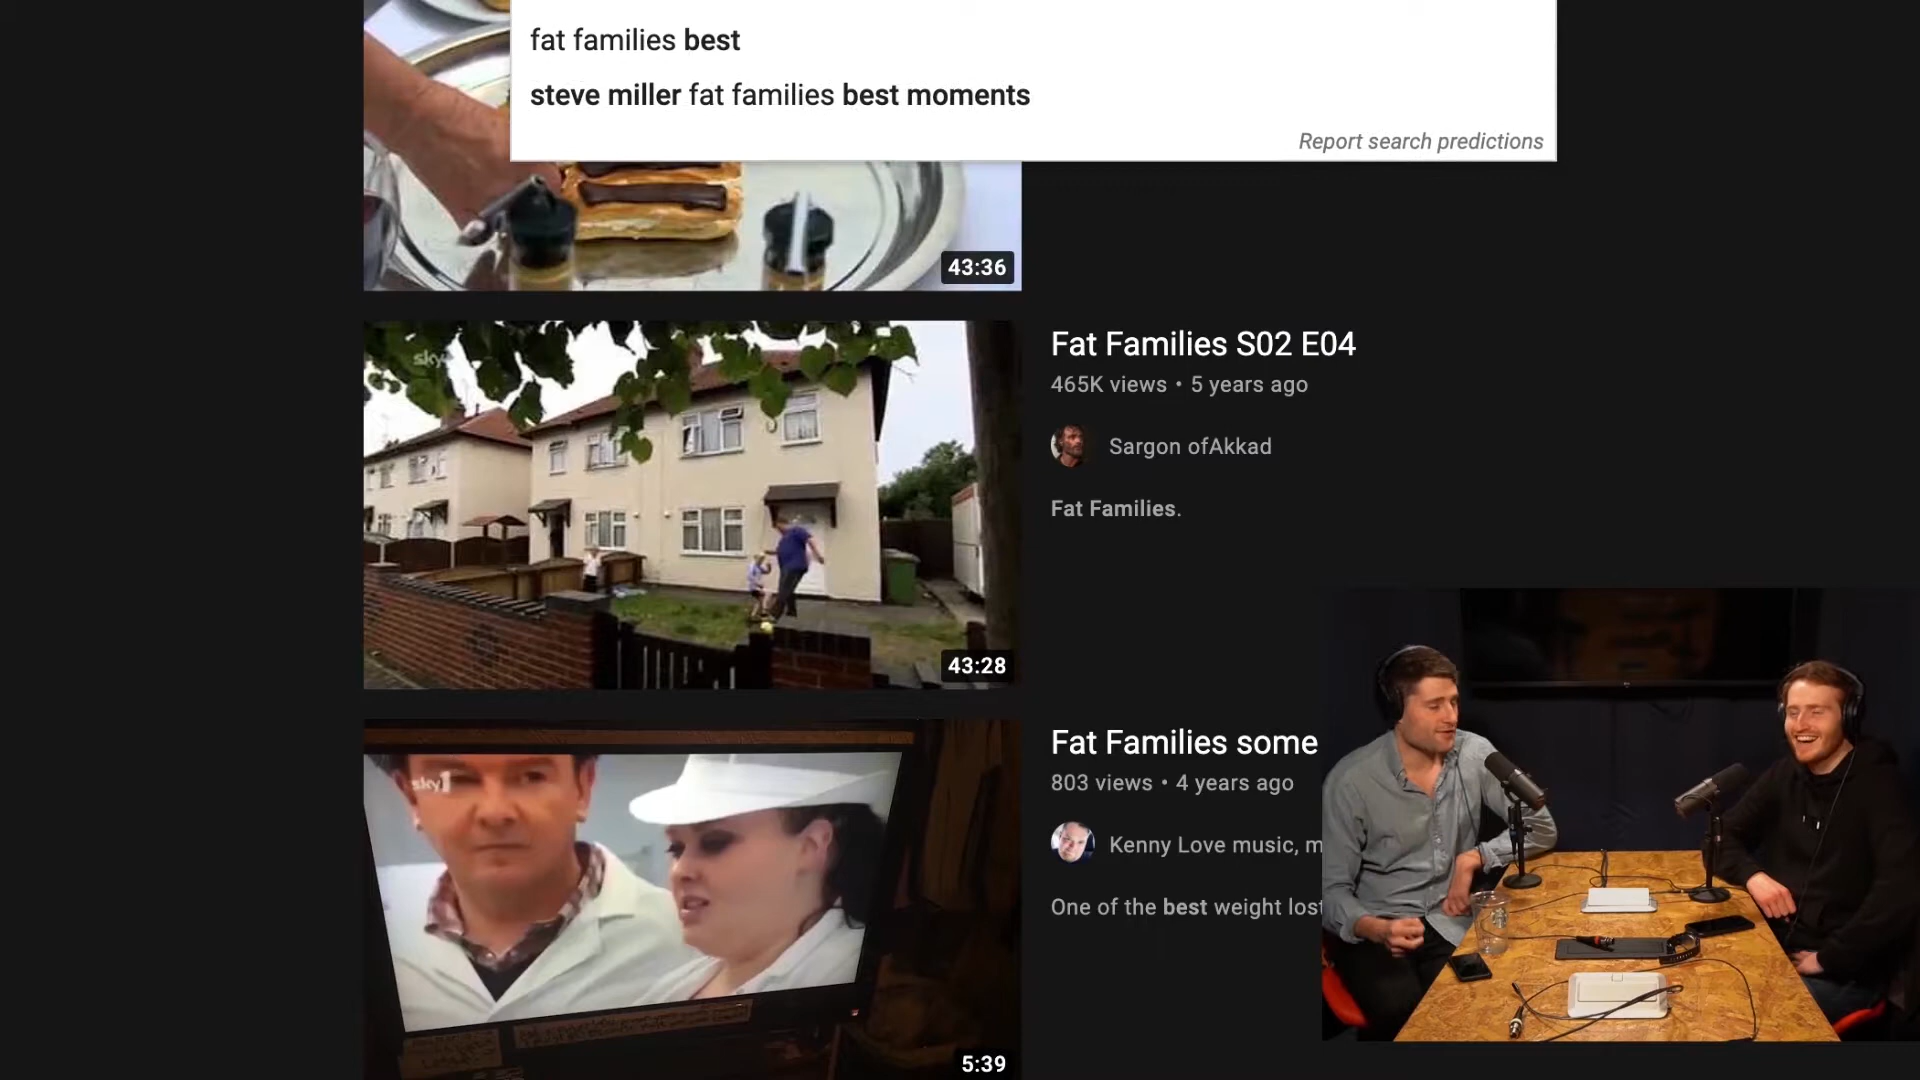 fat families best
steve miller fat families best moments
Report search predictions
43:36
sky
Fat Families S02 E04
465K views • 5 years ago
Sargon ofAkkad
Fat Families.
43:28
sky1
Fat Families some
803 views • 4 years ago
Kenny Love music, m
One of the best weight lost
5:39